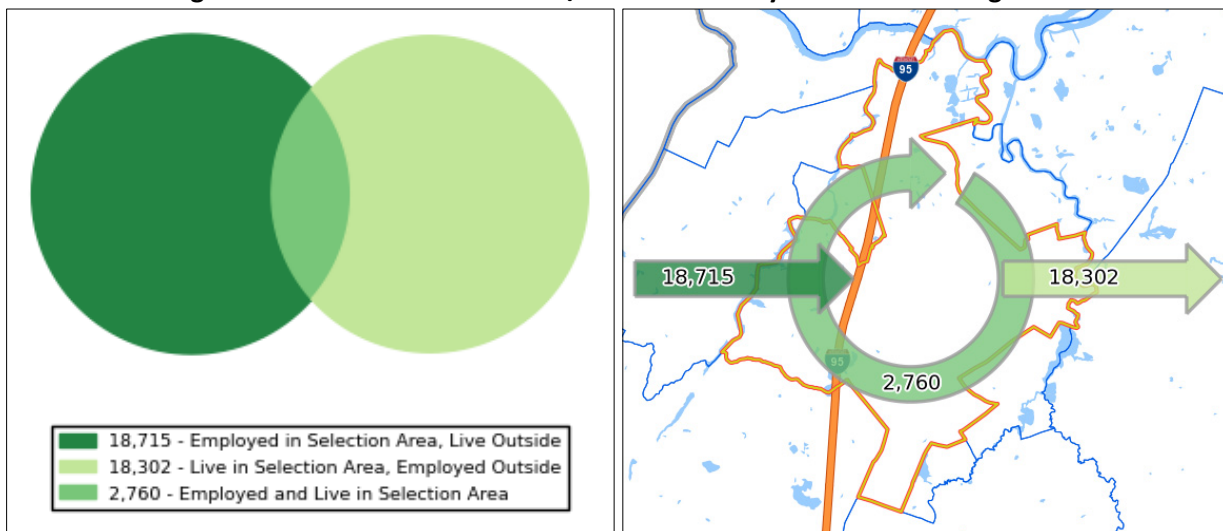 18,715 - Employed in Selection Area, Live Outside
18,302 - Live in Selection Area, Employed Outside
2,760 - Employed and Live in Selection Area
95
18,715
18,302
95
2,760